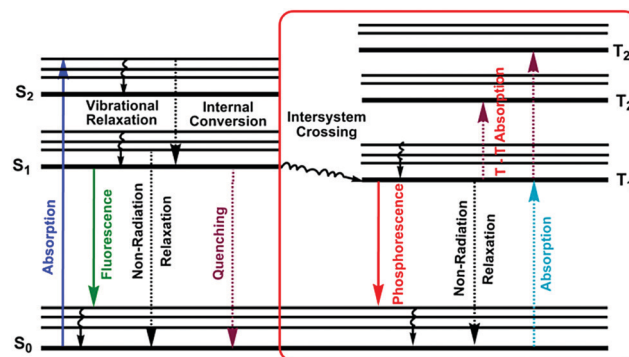 T2
S2
Vibrational
Relaxation
Internal
Conversion
T2
Intersystem
Crossing
T - T Absorption
S1
T
Absorption
Fluorescence
Non-Radiation
Relaxation
Quenching
Phosphorescence
Non-Radiation
Relaxation
Absorption
S0